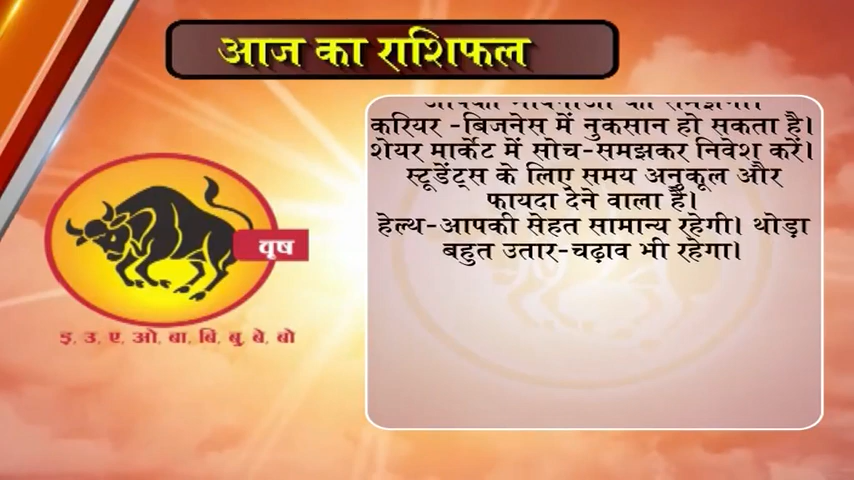 आज का राशिफल
करियर -बिजनेस में नुकसान हो सकता है।
शेयर मार्केट में सोच-समझकर निवेश करें।
स्टूडेंट्स के लिए समय अनुकूल और
फायदा देने वाला है।
हेल्थ-आपकी सेहत सामान्य रहेगी। थोड़ा
बहुत उतार-चढ़ाव भी रहेगा।
वृष
इ, उ, ए, ओ, बा, बि, बु, बे, बो